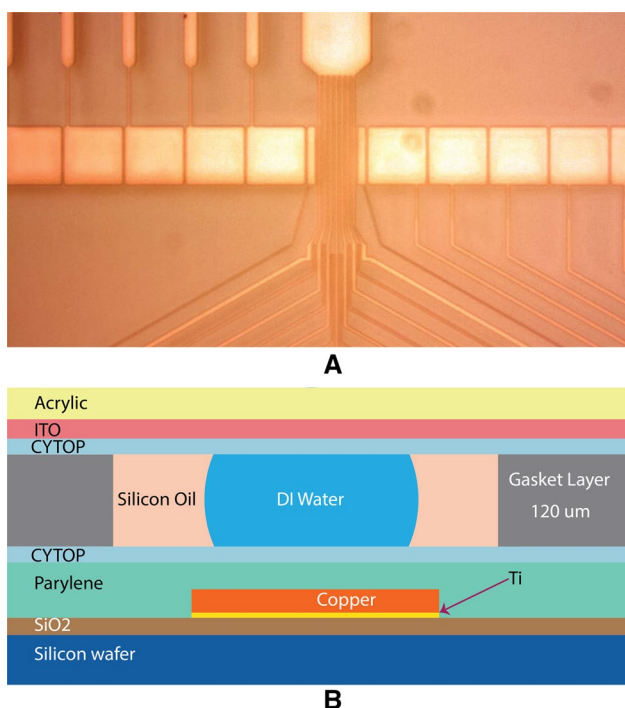 A
Acrylic
ITO
CYTOP
Silicon Oil
DI Water
Gasket Layer
120 um
CYTOP
Parylene
Ti
Copper
SiO2
Silicon wafer
B